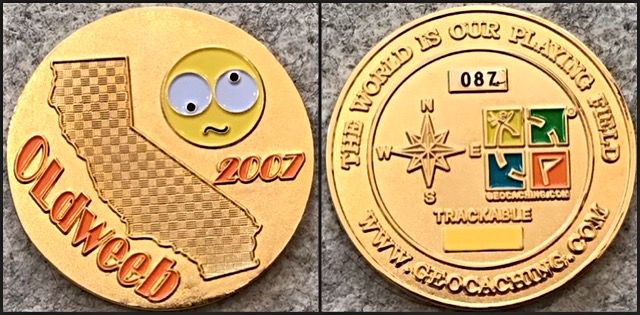 OLdweeb
2007
THE WORLD IS OUR PLAYING FIELD
087
N
W E
S
GEOCACHING.COM
TRACKABLE
WWW.GEOCACHING.COM